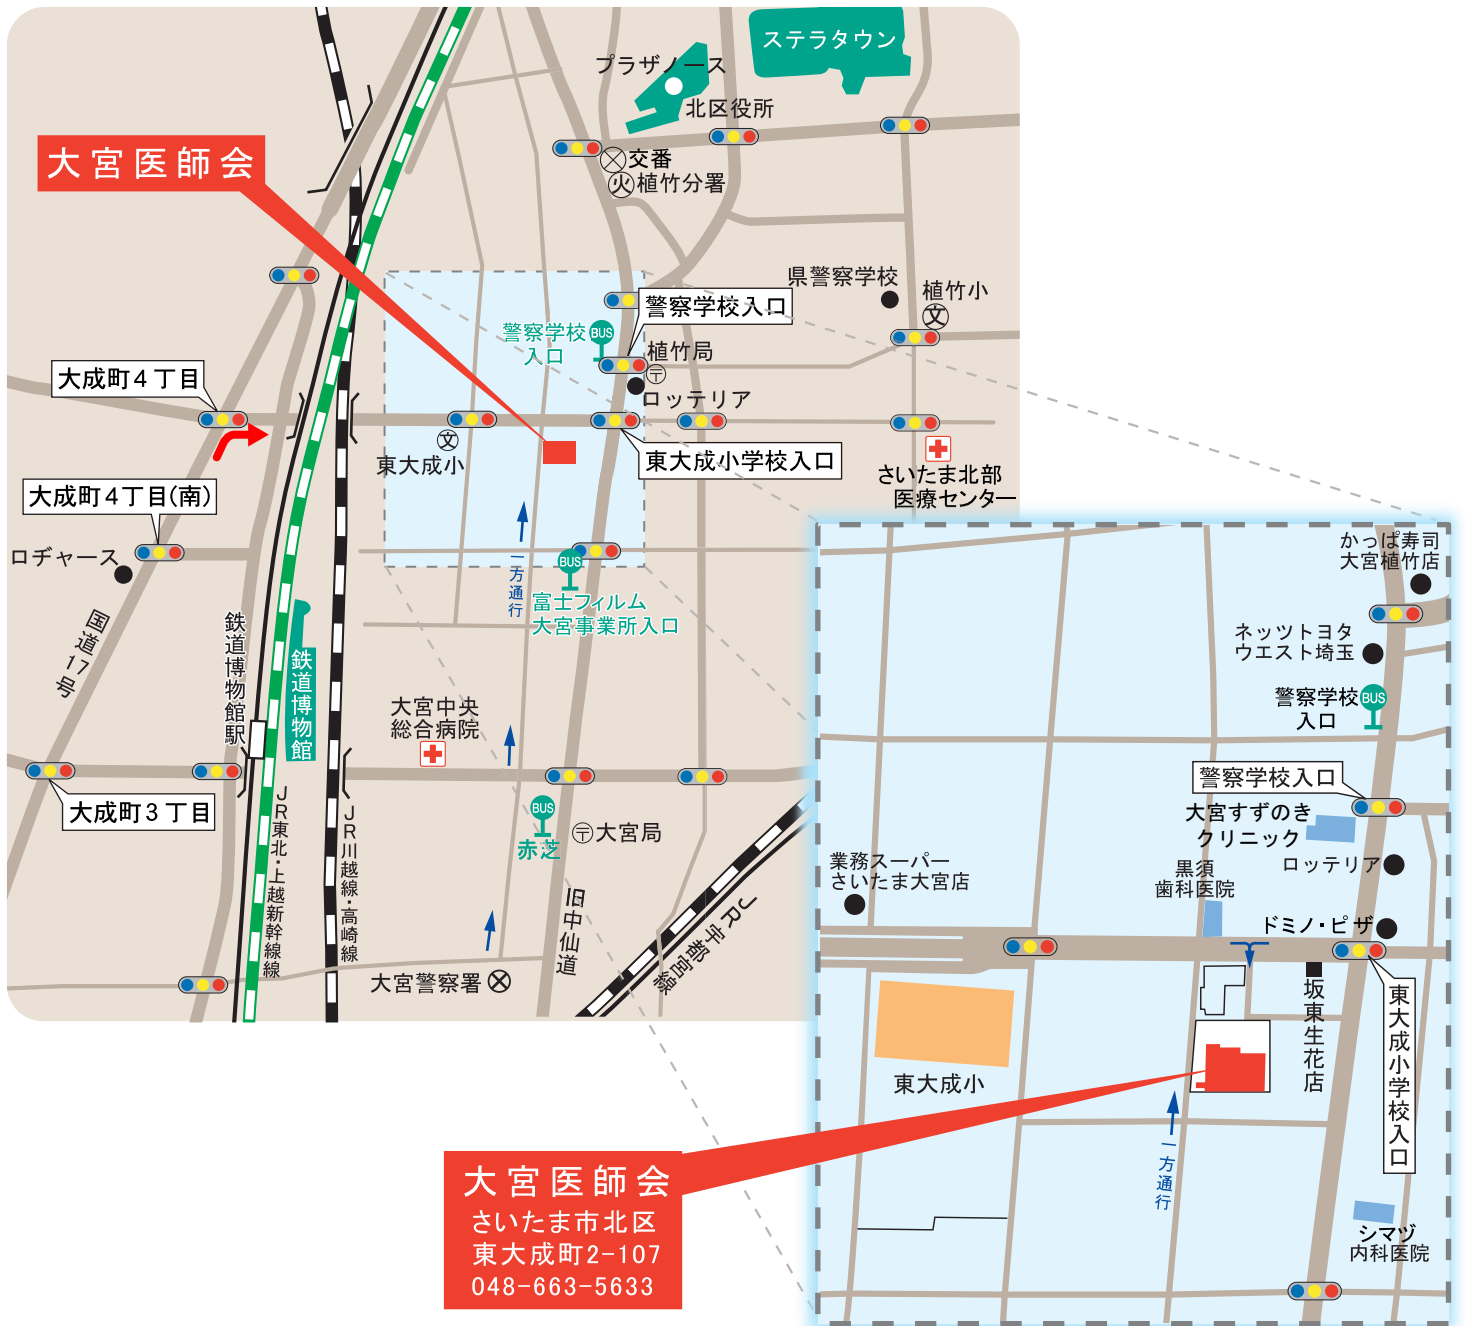 ステラタウン
プラザノース
北区役所
大宮医師会
交番
火
植竹分署
県警察学校
植竹小
文
警察学校入口
警察学校
入口
BUS
植竹局
〒
大成町4丁目
ロッテリア
文
東大成小
東大成小学校入口
さいたま北部
医療センター
大成町4丁目(南)
ロヂャース
一方通行
BUS
富士フィルム
大宮事業所入口
国道17号
鉄道博物館駅
鉄道博物館
大宮中央
総合病院
大成町3丁目
JR東北・上越新幹線線
JR川越線・高崎線
BUS
赤芝
〒大宮局
旧中仙道
JR宇都宮線
大宮警察署
かっぱ寿司
大宮植竹店
ネッツトヨタ
ウエスト埼玉
警察学校
入口
BUS
警察学校入口
大宮すずのき
クリニック
ロッテリア
業務スーパー
さいたま大宮店
黒須
歯科医院
ドミノ・ピザ
坂東生花店
東大成小学校入口
東大成小
一方通行
シマヅ
内科医院
大宮医師会
さいたま市北区
東大成町2-107
048-663-5633